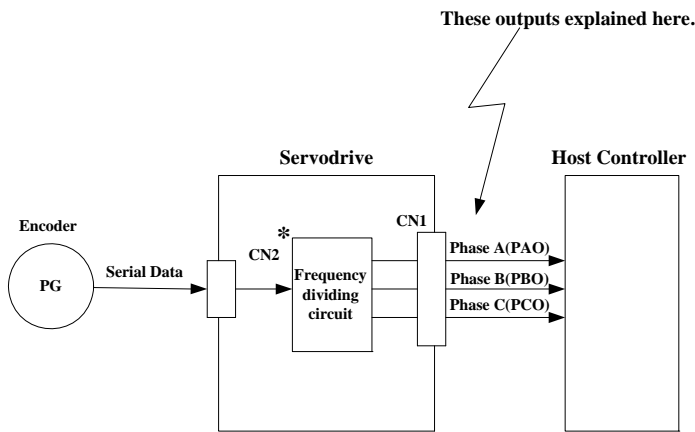 These outputs explained here.
Servodrive
Host Controller
Encoder
PG
Serial Data
CN2
*
Frequency
dividing
circuit
CN1
Phase A(PAO)
Phase B(PBO)
Phase C(PCO)